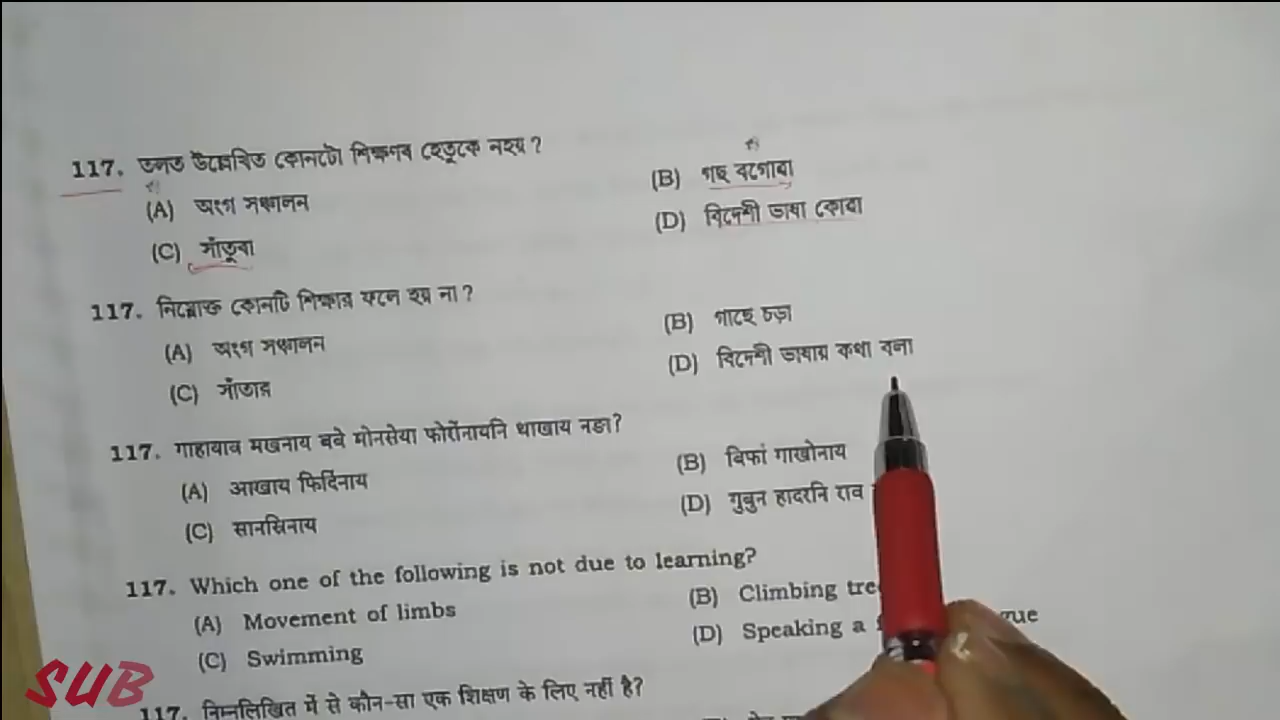 117. তলত উল্লেখিত কোনটো শিক্ষণৰ হেতুকে নহয় ?
(A) অংগ সঞ্চালন
(B) গছ বগোৱা
(C) সাঁতুৰা
(D) বিদেশী ভাষা কোৱা
117. নিম্নোক্ত কোনটি শিক্ষার ফলে হয় না ?
(A) অংগ সঞ্চালন
(B) গাছে চড়া
(C) সাঁতার
(D) বিদেশী ভাষায় কথা বলা
117. गाहायाव मखनाय बबे मोनसेया फोरोंनायनि थाखाय नङा?
(A) आखाय फिर्दिनाय
(B) बिफां गाखोनाय
(C) सानस्रिनाय
(D) गुबुन हादरनि राव
117. Which one of the following is not due to learning?
(A) Movement of limbs
(B) Climbing tre
(C) Swimming
(D) Speaking a gue
117. निम्नलिखित में से कौन-सा एक शिक्षण के लिए नहीं है?
SUB